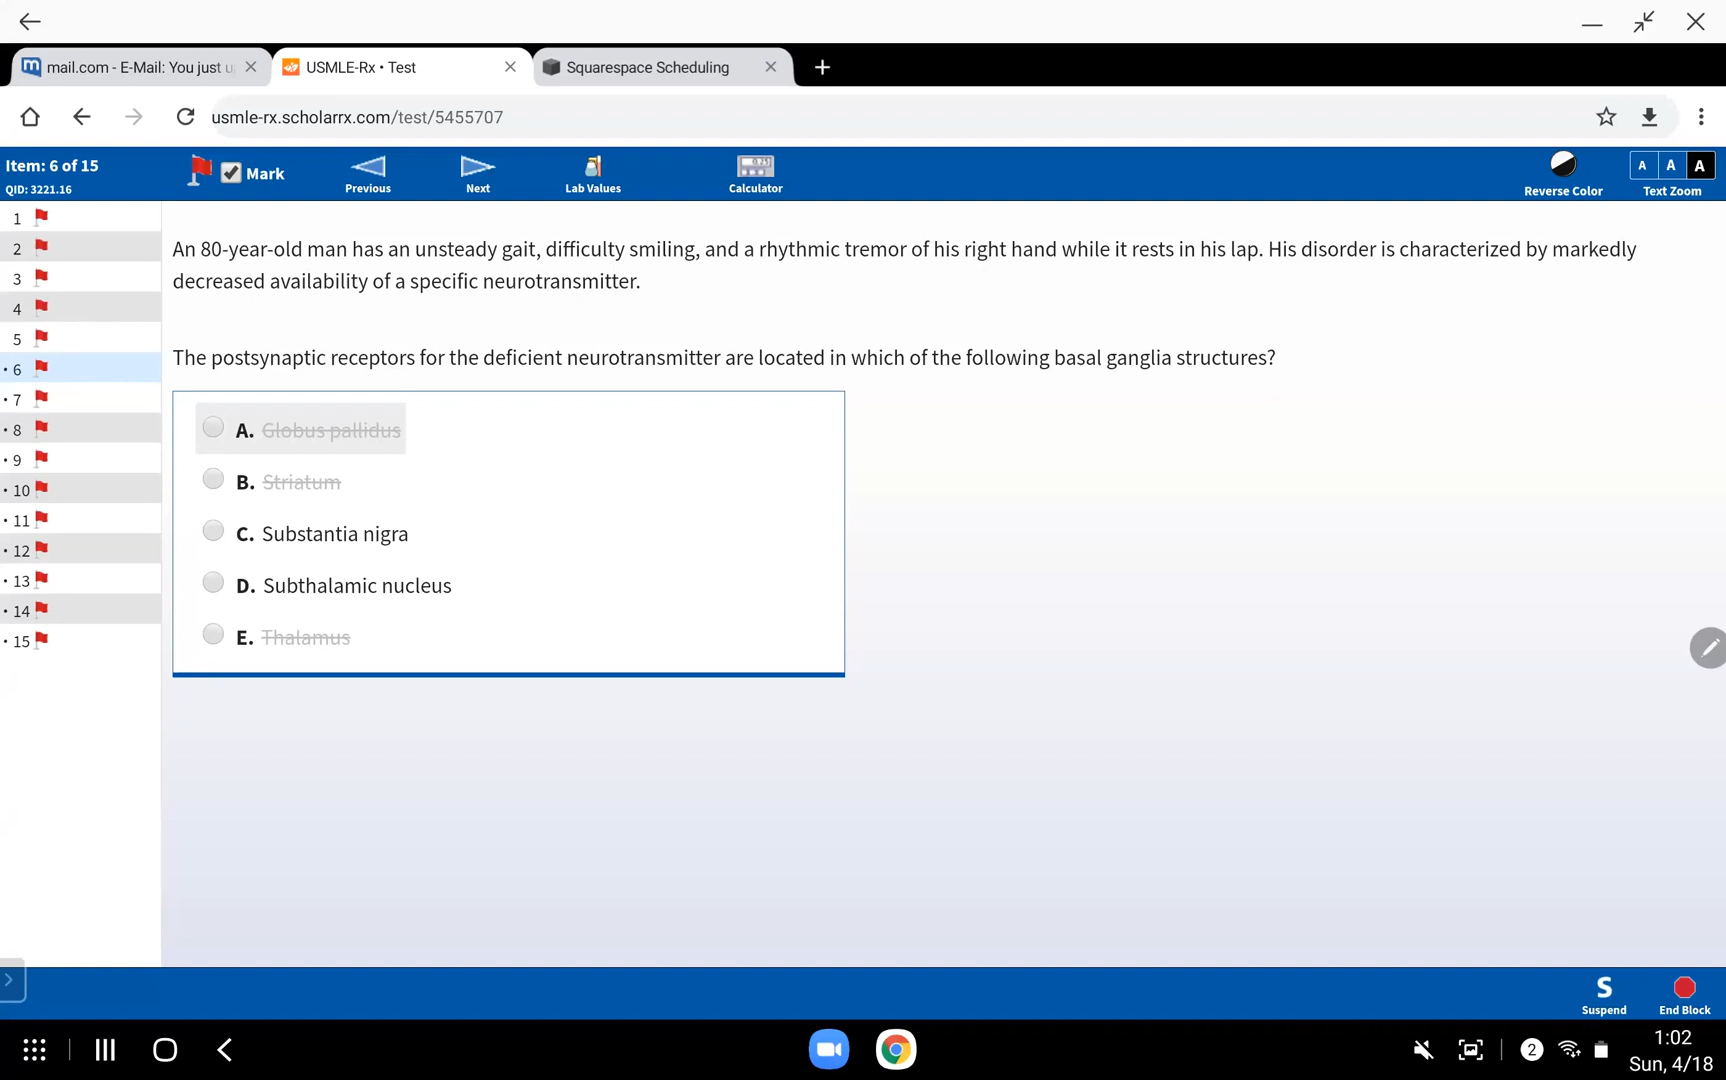 mail.com - E-Mail: You just u
USMLE-Rx • Test
Squarespace Scheduling
usmle-rx.scholarrx.com/test/5455707
Item: 6 of 15
QID: 3221.16
Mark
Previous
Next
Lab Values
0.25
Calculator
Reverse Color
A A A
Text Zoom
1
2
3
4
5
• 6
• 7
• 8
• 9
• 10
• 11
• 12
• 13
• 14
• 15
An 80-year-old man has an unsteady gait, difficulty smiling, and a rhythmic tremor of his right hand while it rests in his lap. His disorder is characterized by markedly
decreased availability of a specific neurotransmitter.
The postsynaptic receptors for the deficient neurotransmitter are located in which of the following basal ganglia structures?
A. Globus pallidus
B. Striatum
C. Substantia nigra
D. Subthalamic nucleus
E. Thalamus
S
Suspend
End Block
2
1:02
Sun, 4/18